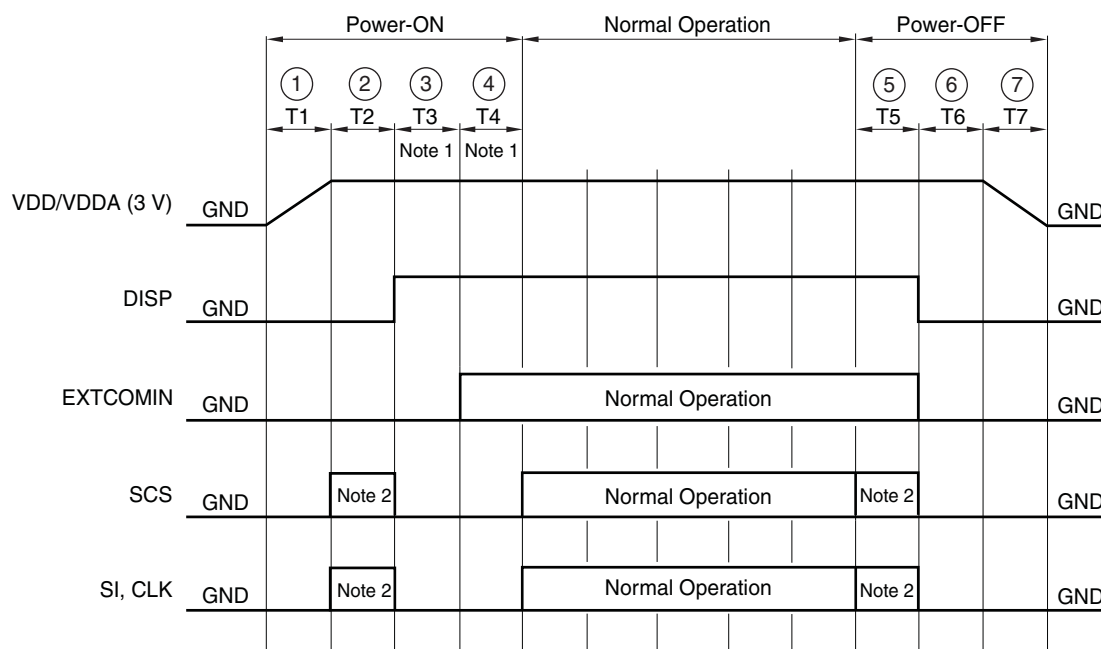 Power-ON Normal Operation Power-OFF
1 2 3 4 5 6 7
T1 T2 T3 T4 T5 T6 T7
Note 1 Note 1
VDD/VDDA (3 V) GND GND
DISP GND GND
EXTCOMIN GND Normal Operation GND
SCS GND Note 2 Normal Operation Note 2 GND
SI, CLK GND Note 2 Normal Operation Note 2 GND